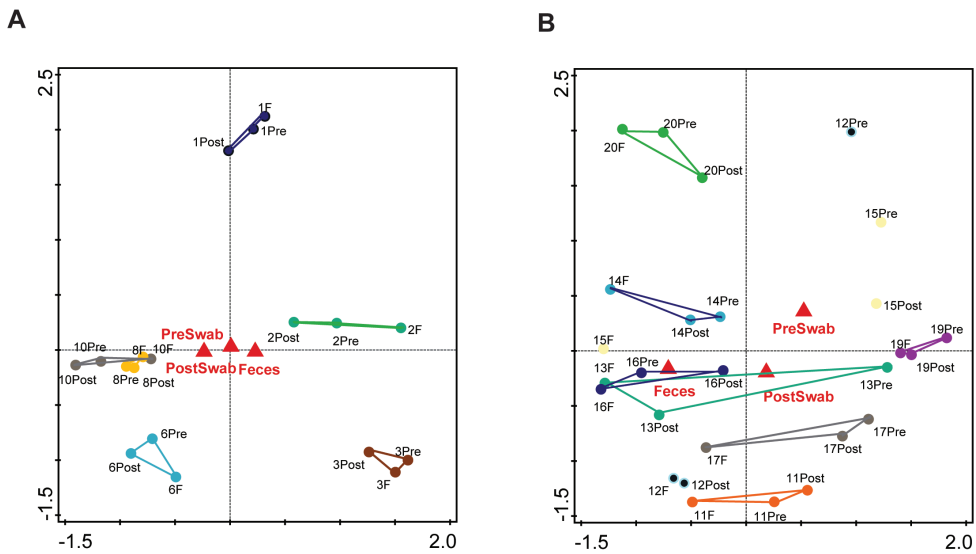 A
B
2.5
1F
1Pre
1Post
2Post
2Pre
2F
PreSwab
PostSwab
Feces
10Pre
8F
10F
10Post
8Pre
8Post
6Pre
6Post
6F
3Post
3Pre
3F
-1.5
-1.5
2.0
2.5
20Pre
20F
20Post
12Pre
15Pre
14F
14Pre
14Post
15Post
PreSwab
15F
19Pre
19F
19Post
13F
16Pre
16Post
13Pre
16F
Feces
PostSwab
13Post
17Pre
17Post
17F
12F
12Post
11Post
11F
11Pre
-1.5
-1.5
2.0